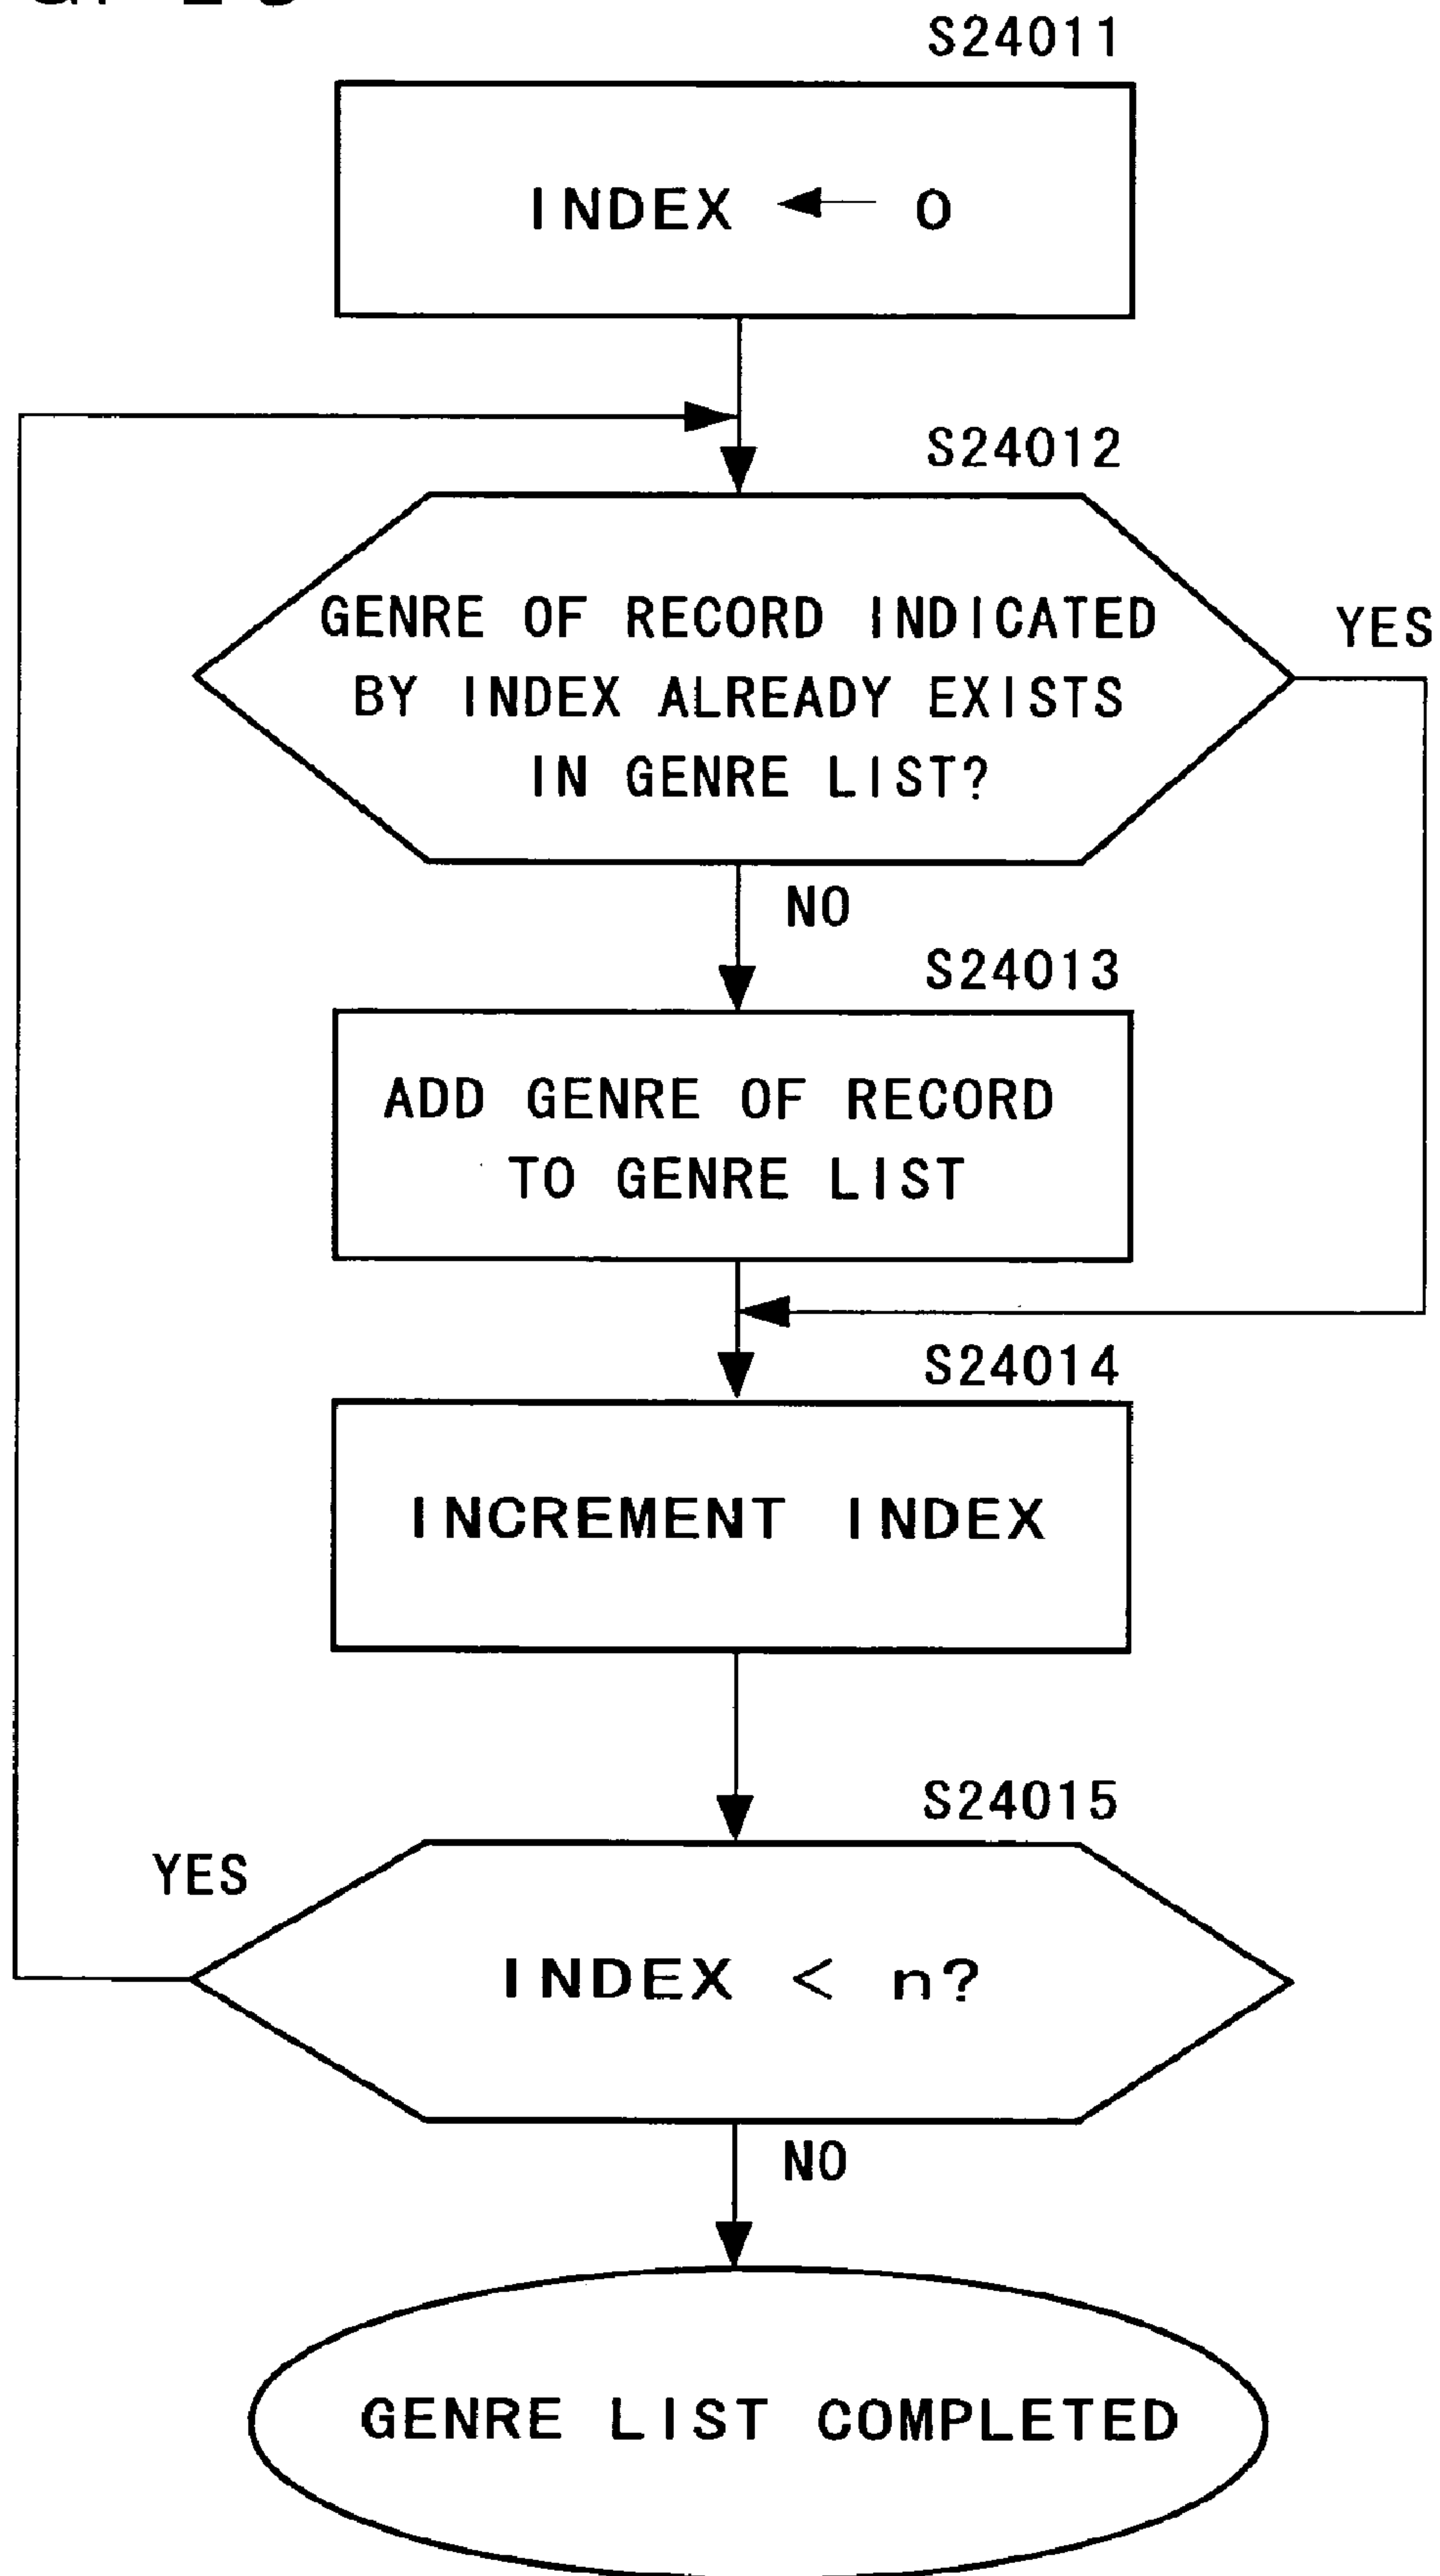 S24011
INDEX ← 0
S24012
GENRE OF RECORD INDICATED
BY INDEX ALREADY EXISTS
IN GENRE LIST?
YES
NO
S24013
ADD GENRE OF RECORD
TO GENRE LIST
S24014
INCREMENT INDEX
S24015
YES
INDEX < n?
NO
GENRE LIST COMPLETED